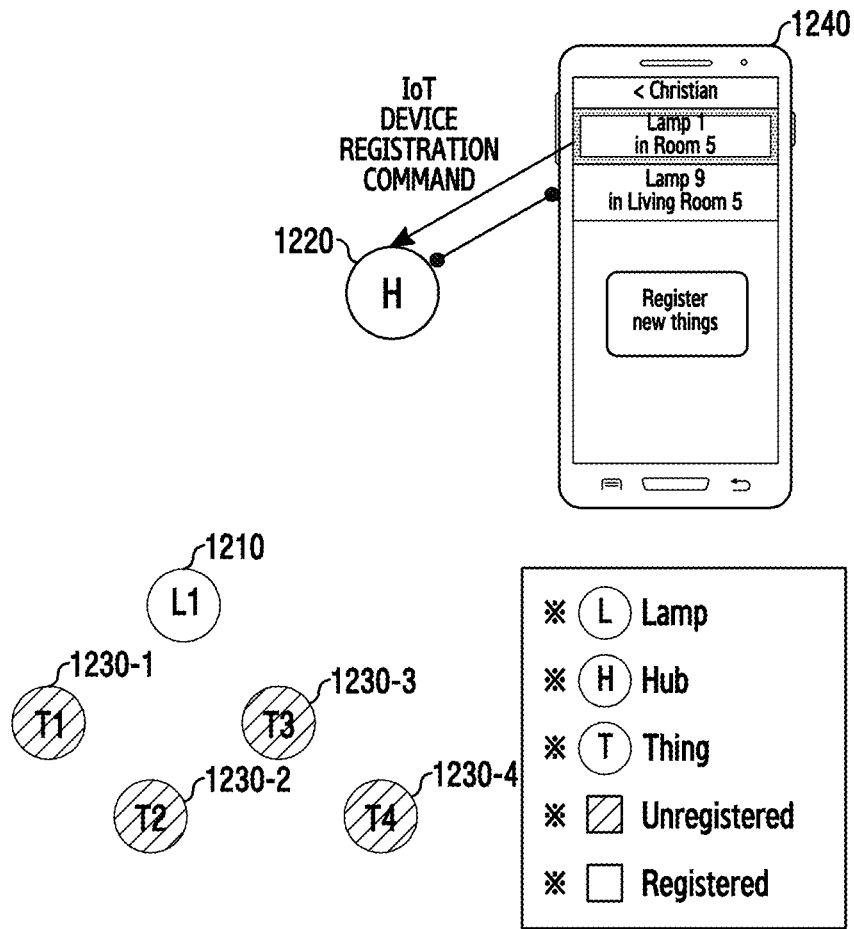 1240
IoT
DEVICE
REGISTRATION
COMMAND
< Christian
Lamp 1
in Room 5
Lamp 9
in Living Room 5
Register
new things
1220
H
1210
L1
1230-1
T1
1230-3
T3
1230-2
T2
1230-4
T4
※ L Lamp
※ H Hub
※ T Thing
※ Unregistered
※ Registered